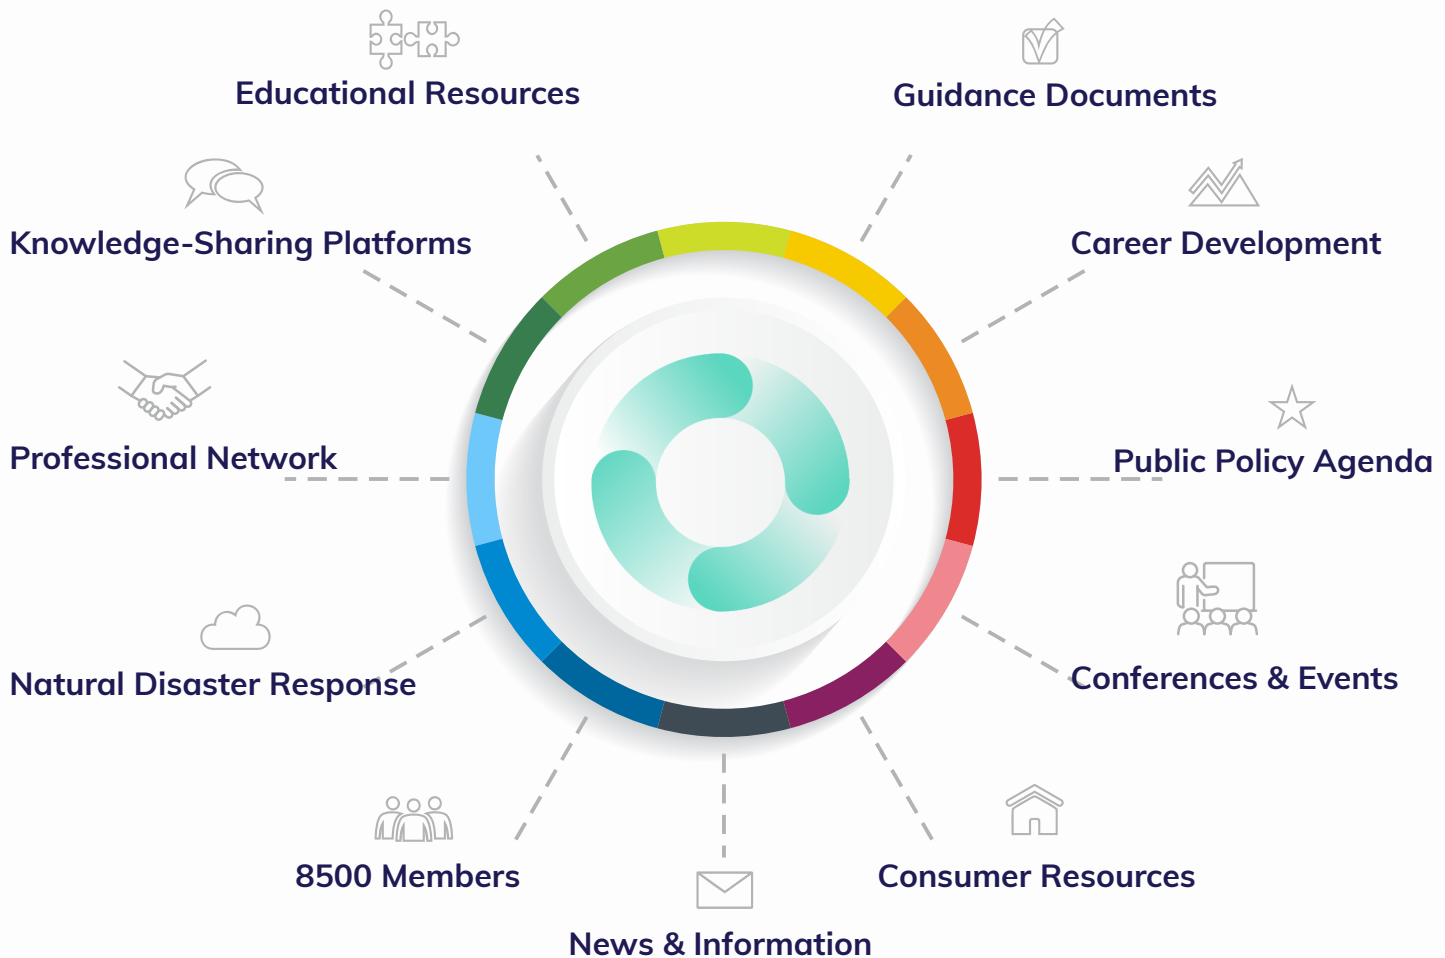 Educational Resources
Guidance Documents
Knowledge-Sharing Platforms
Career Development
Professional Network
Public Policy Agenda
Natural Disaster Response
Conferences & Events
8500 Members
Consumer Resources
News & Information